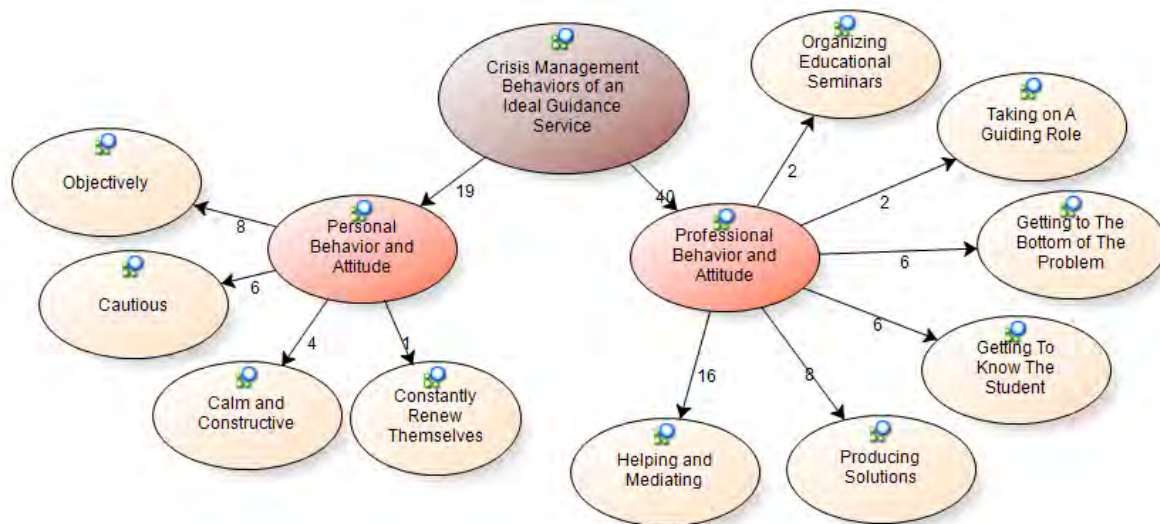 Crisis Management
Behaviors of an
Ideal Guidance
Service
Organizing
Educational
Seminars
Taking on A
Guiding Role
Objectively
19
40
2
2
Personal
Behavior and
Attitude
Professional
Behavior and
Attitude
Getting to The
Bottom of The
Problem
8
6
Cautious
6
4
1
16
8
6
Getting To
Know The
Student
Calm and
Constructive
Constantly
Renew
Themselves
Helping and
Mediating
Producing
Solutions